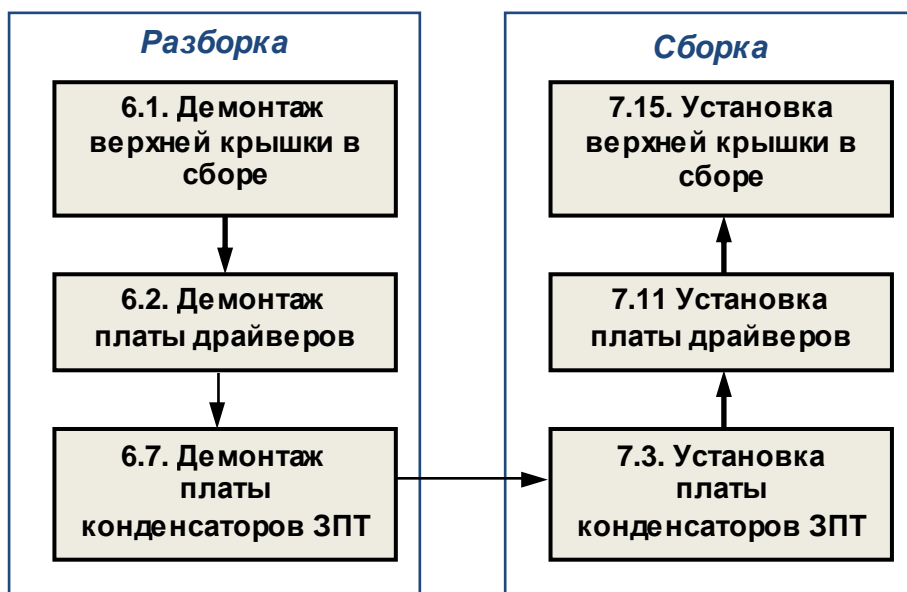 Разборка
6.1. Демонтаж
верхней крышки в
сборе
6.2. Демонтаж
платы драйверов
6.7. Демонтаж
платы
конденсаторов ЗПТ
Сборка
7.15. Установка
верхней крышки в
сборе
7.11 Установка
платы драйверов
7.3. Установка
платы
конденсаторов ЗПТ